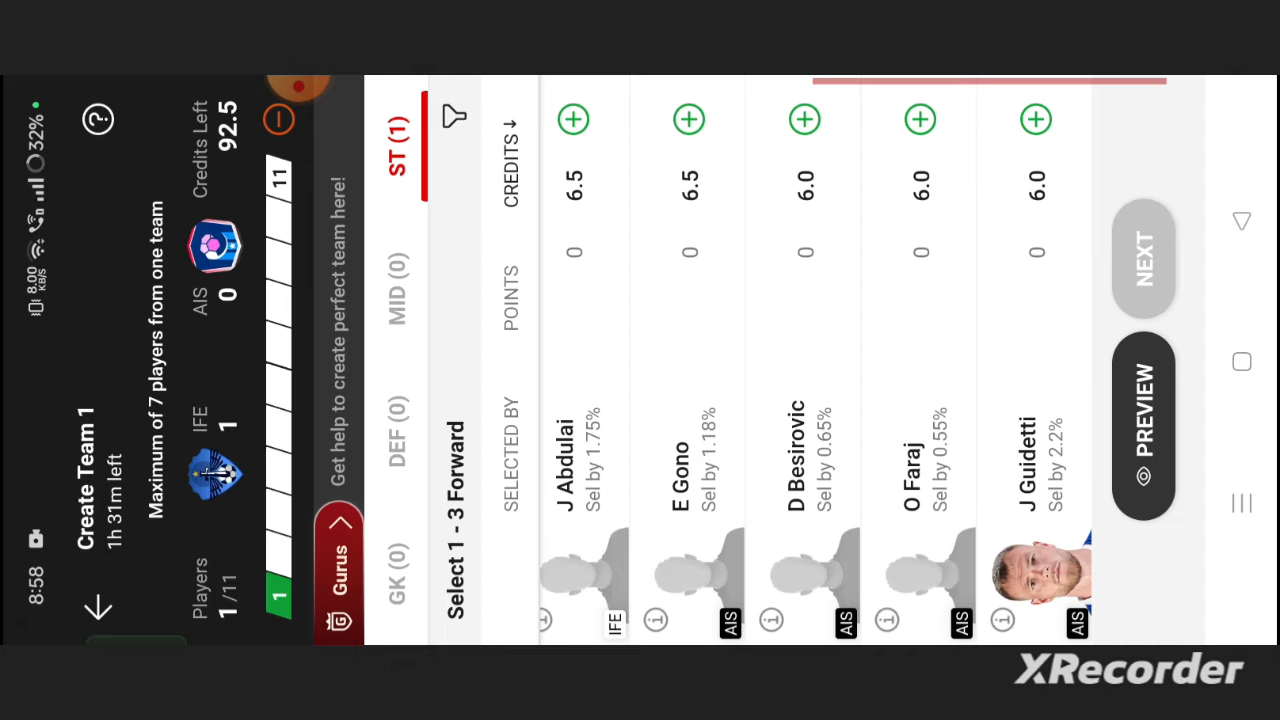 8:58
8.00 KB/S
32%
Create Team 1
1h 31m left
Maximum of 7 players from one team
Players
1/11
IFE
1
AIS
0
Credits Left
92.5
1
11
Gurus
Get help to create perfect team here!
GK (0)
DEF (0)
MID (0)
ST (1)
Select 1 - 3 Forward
SELECTED BY
POINTS
CREDITS
J Abdulai
Sel by 1.75%
0
6.5
IFE
E Gono
Sel by 1.18%
0
6.5
AIS
D Besirovic
Sel by 0.65%
0
6.0
AIS
O Faraj
Sel by 0.55%
0
6.0
AIS
J Guidetti
Sel by 2.2%
0
6.0
AIS
PREVIEW
NEXT
XRecorder